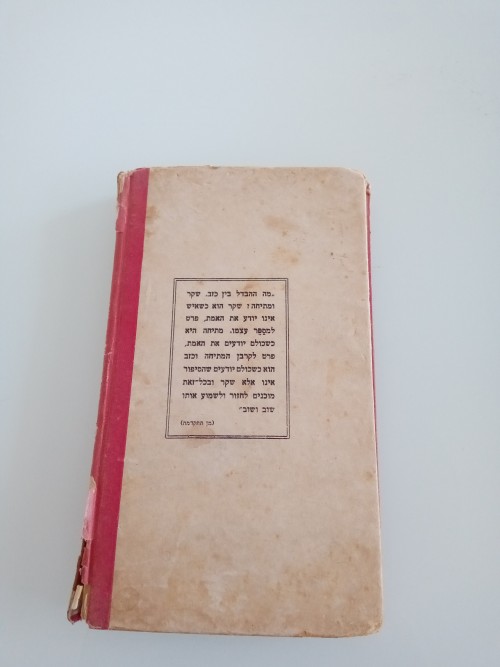 „מה ההבדל בין כזב, שקר
ומתיחה? שקר הוא כשאיש
אינו יודע את האמת, פרט
למְסַפֵּר עצמו. מתיחה היא
כשכולם יודעים את האמת,
פרט לקרבן המתיחה וכזב
הוא כשכולם יודעים שהסיפור
אינו אלא שקר ובכל־זאת
מוכנים לחזור ולשמוע אותו
שוב ושוב”
(מן ההקדמה)